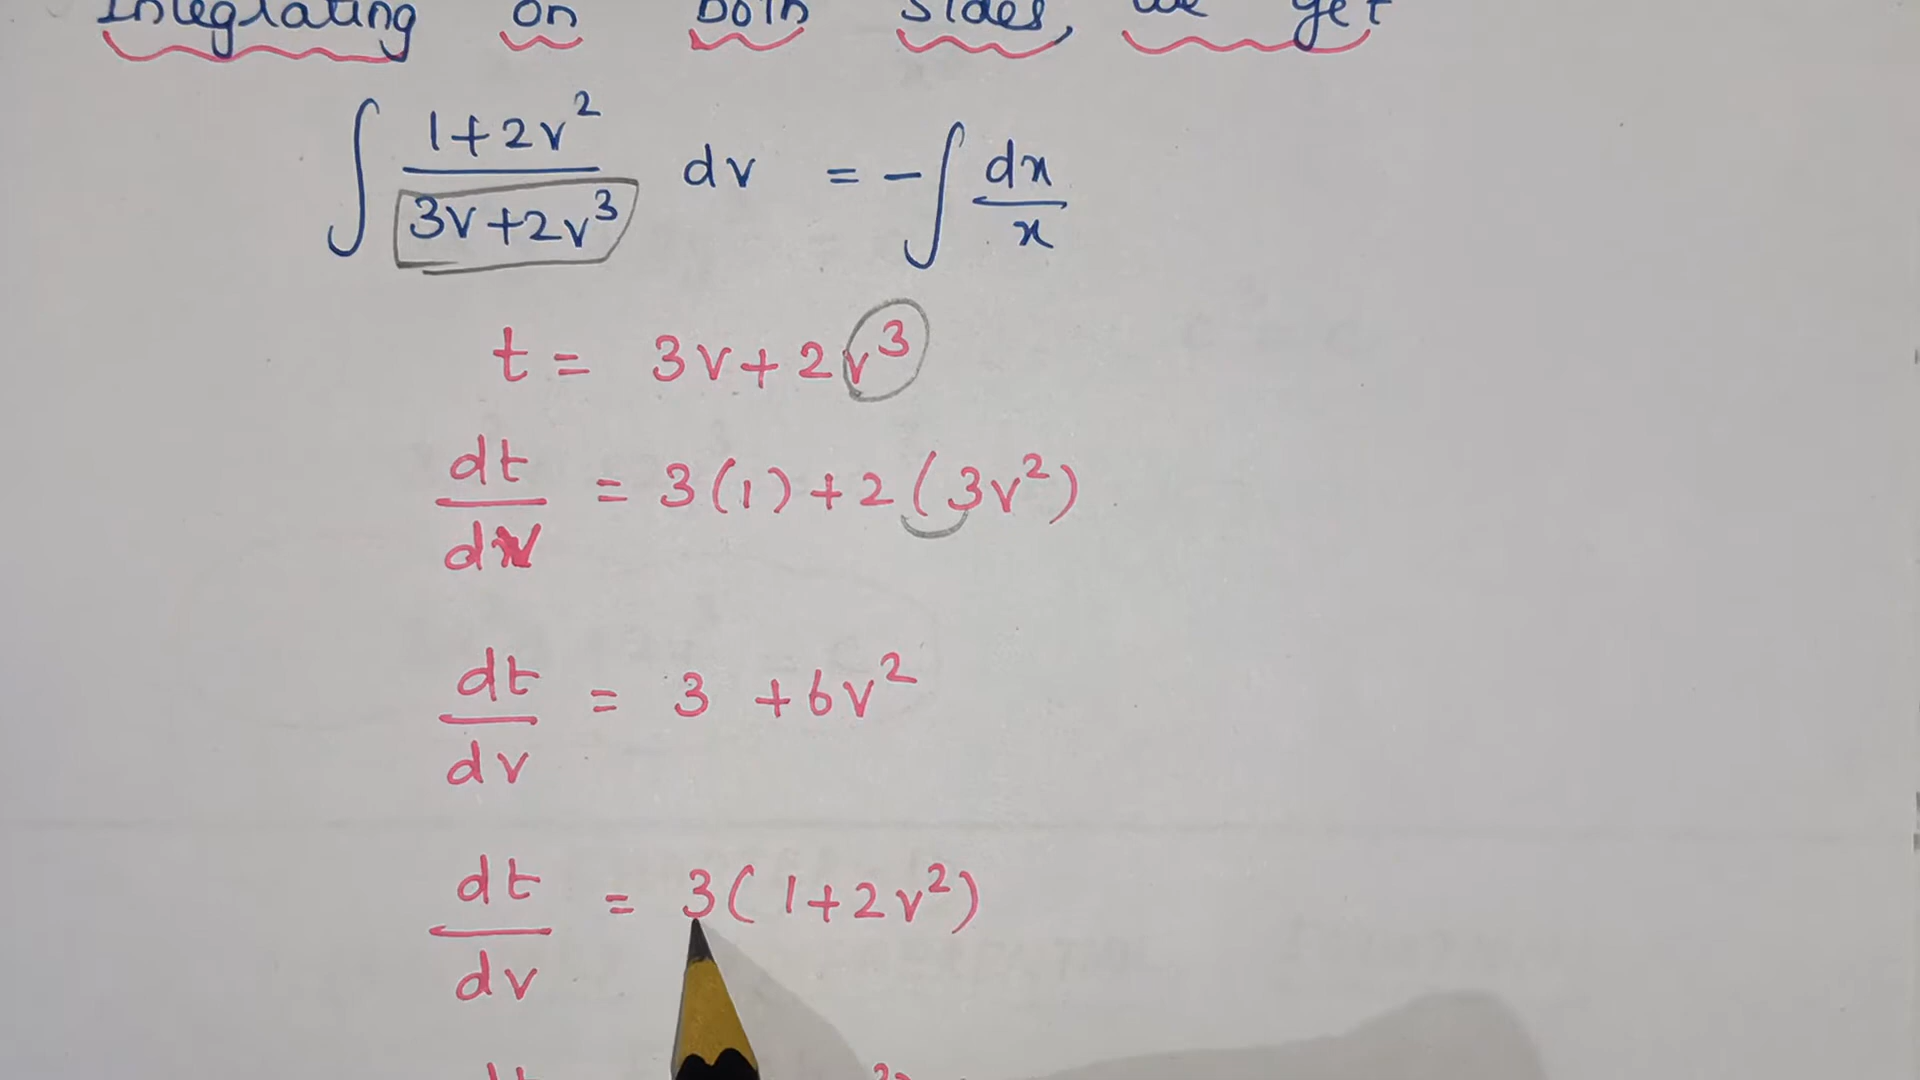 Integrating on both sides, we get
∫ (1+2v²)/(3v+2v³) dv = -∫ dx/x
t = 3v+2v³
dt/dv = 3(1)+2(3v²)
dt/dv = 3 +6v²
dt/dv = 3(1+2v²)